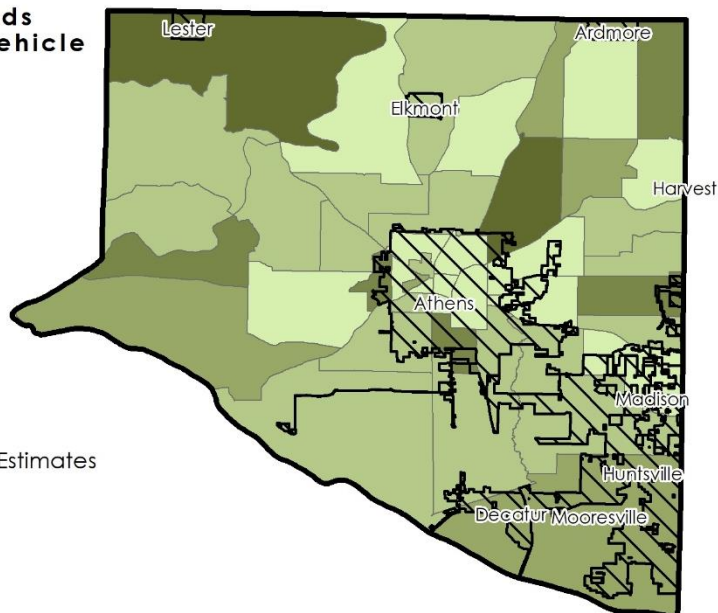 ds
ehicle
Lester
Ardmore
Elkmont
Harvest
Athens
Madison
Estimates
Huntsville
Decatur Mooresville